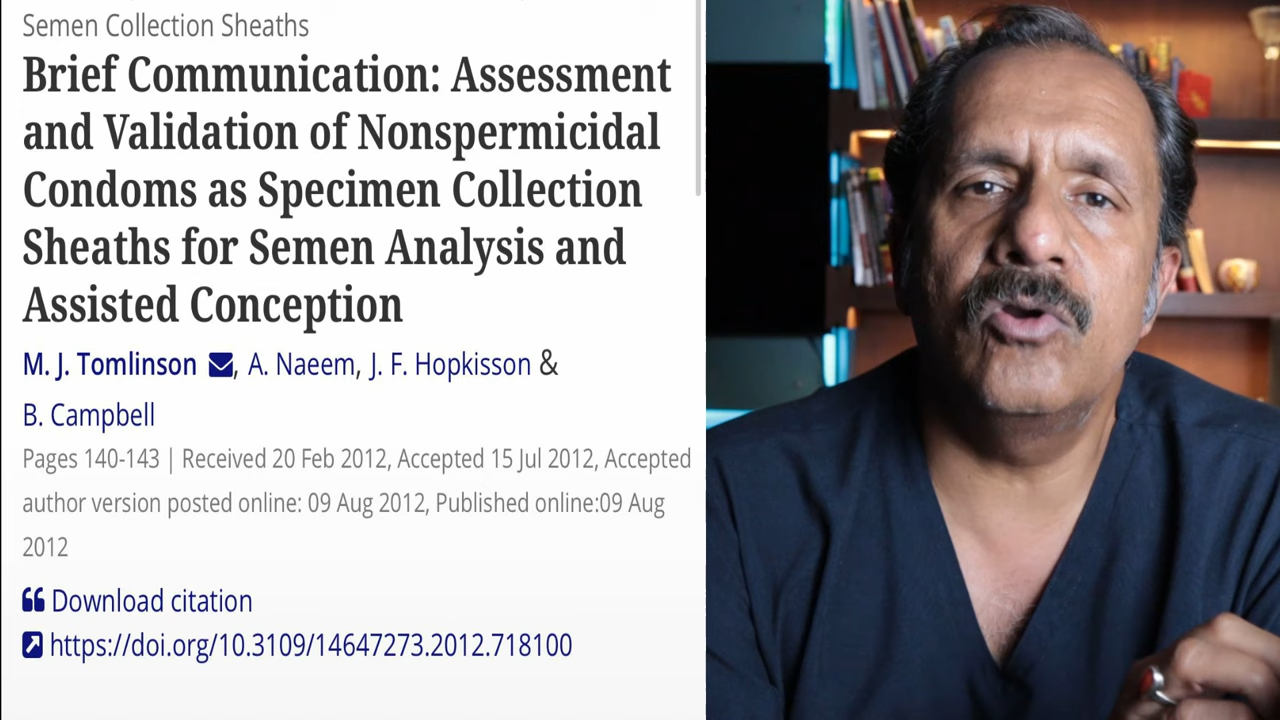 Semen Collection Sheaths
Brief Communication: Assessment
and Validation of Nonspermicidal
Condoms as Specimen Collection
Sheaths for Semen Analysis and
Assisted Conception
M. J. Tomlinson , A. Naeem, J. F. Hopkisson &
B. Campbell
Pages 140-143 | Received 20 Feb 2012, Accepted 15 Jul 2012, Accepted
author version posted online: 09 Aug 2012, Published online:09 Aug
2012
Download citation
https://doi.org/10.3109/14647273.2012.718100